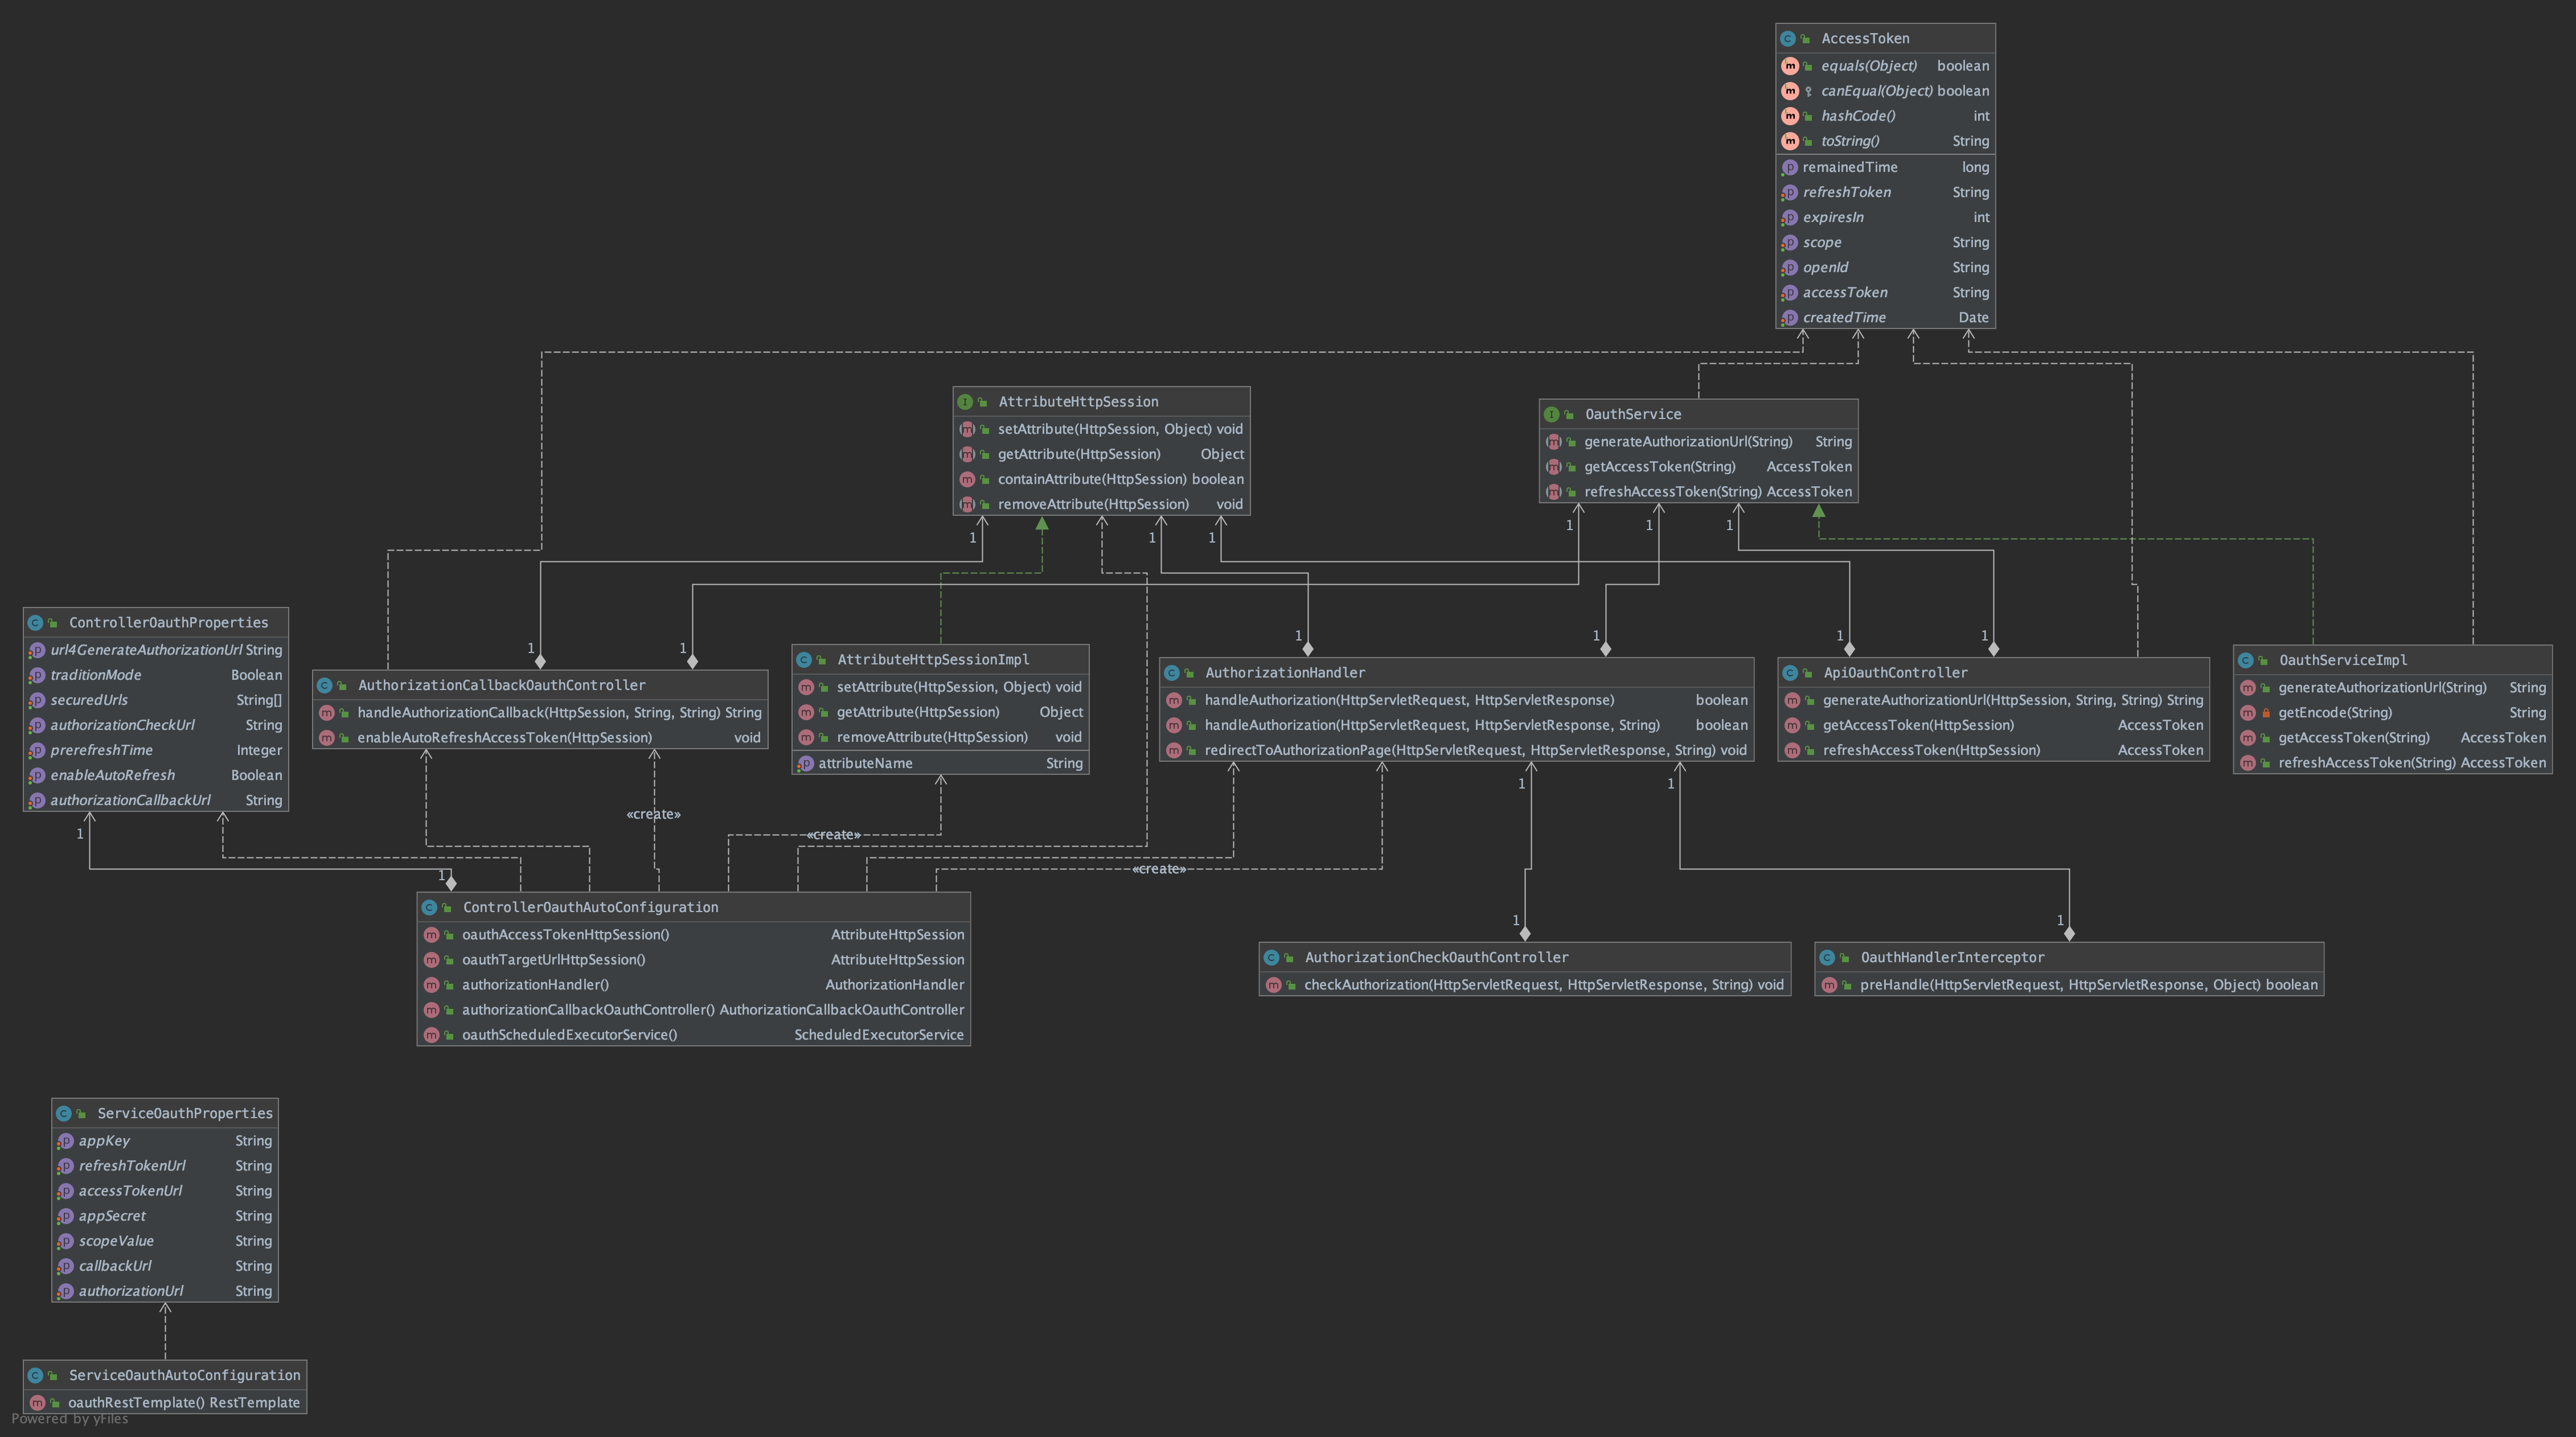 AccessToken
equals(Object) boolean
canEqual(Object) boolean
hashCode() int
toString() String
remainedTime long
refreshToken String
expiresIn int
scope String
openId String
accessToken String
createdTime Date
AttributeHttpSession
setAttribute(HttpSession, Object) void
getAttribute(HttpSession) Object
containAttribute(HttpSession) boolean
removeAttribute(HttpSession) void
OauthService
generateAuthorizationUrl(String) String
getAccessToken(String) AccessToken
refreshAccessToken(String) AccessToken
1 1 1 1 1 1
ControllerOauthProperties
url4GenerateAuthorizationUrl String
traditionMode Boolean
securedUrls String[]
authorizationCheckUrl String
prerefreshTime Integer
enableAutoRefresh Boolean
authorizationCallbackUrl String
1 1 1 1 1 1
AuthorizationCallbackOauthController
handleAuthorizationCallback(HttpSession, String, String) String
enableAutoRefreshAccessToken(HttpSession) void
AttributeHttpSessionImpl
setAttribute(HttpSession, Object) void
getAttribute(HttpSession) Object
removeAttribute(HttpSession) void
attributeName String
AuthorizationHandler
handleAuthorization(HttpServletRequest, HttpServletResponse) boolean
handleAuthorization(HttpServletRequest, HttpServletResponse, String) boolean
redirectToAuthorizationPage(HttpServletRequest, HttpServletResponse, String) void
ApiOauthController
generateAuthorizationUrl(HttpSession, String, String) String
getAccessToken(HttpSession) AccessToken
refreshAccessToken(HttpSession) AccessToken
OauthServiceImpl
generateAuthorizationUrl(String) String
getEncode(String) String
getAccessToken(String) AccessToken
refreshAccessToken(String) AccessToken
1 1
«create»
1 «create»
«create»
1
ControllerOauthAutoConfiguration
oauthAccessTokenHttpSession() AttributeHttpSession
oauthTargetUrlHttpSession() AttributeHttpSession
authorizationHandler() AuthorizationHandler
authorizationCallbackOauthController() AuthorizationCallbackOauthController
oauthScheduledExecutorService() ScheduledExecutorService
1 1
AuthorizationCheckOauthController
checkAuthorization(HttpServletRequest, HttpServletResponse, String) void
OauthHandlerInterceptor
preHandle(HttpServletRequest, HttpServletResponse, Object) boolean
ServiceOauthProperties
appKey String
refreshTokenUrl String
accessTokenUrl String
appSecret String
scopeValue String
callbackUrl String
authorizationUrl String
ServiceOauthAutoConfiguration
oauthRestTemplate() RestTemplate
Powered by yFiles